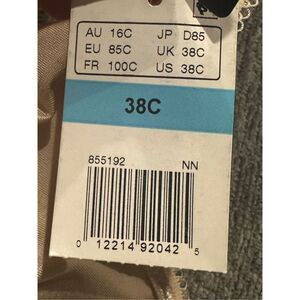 AU 16C JP D85
EU 85C UK 38C
FR 100C US 38C
38C
855192 NN
0 12214 92042 5